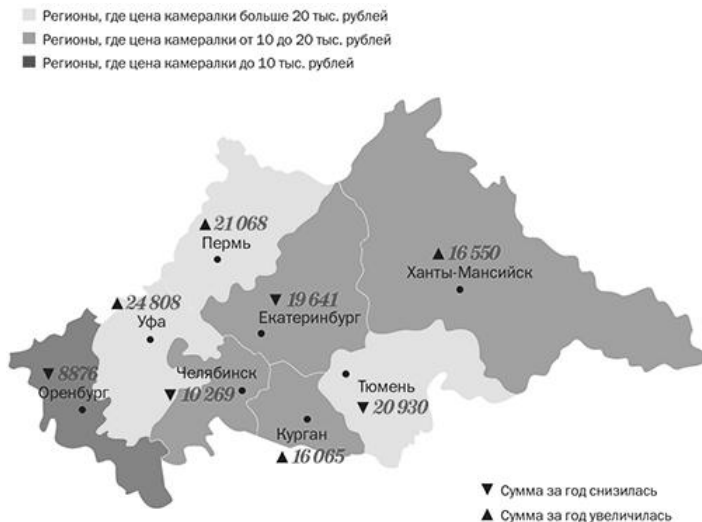 Регионы, где цена камералки больше 20 тыс. рублей
Регионы, где цена камералки от 10 до 20 тыс. рублей
Регионы, где цена камералки до 10 тыс. рублей
▲ 21 068
Пермь
▲ 16 550
Ханты-Мансийск
▲ 24 808
Уфа
▼ 19 641
Екатеринбург
▼ 8876
Оренбург
Челябинск
▼ 10 269
Тюмень
▼ 20 930
Курган
▲ 16 065
▼ Сумма за год снизилась
▲ Сумма за год увеличилась